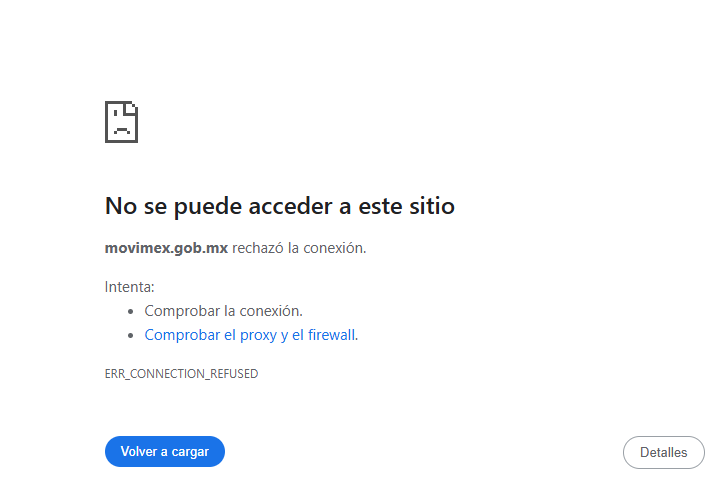 No se puede acceder a este sitio
movimex.gob.mx rechazó la conexión.
Intenta:
• Comprobar la conexión.
• Comprobar el proxy y el firewall.
ERR_CONNECTION_REFUSED
Volver a cargar
Detalles